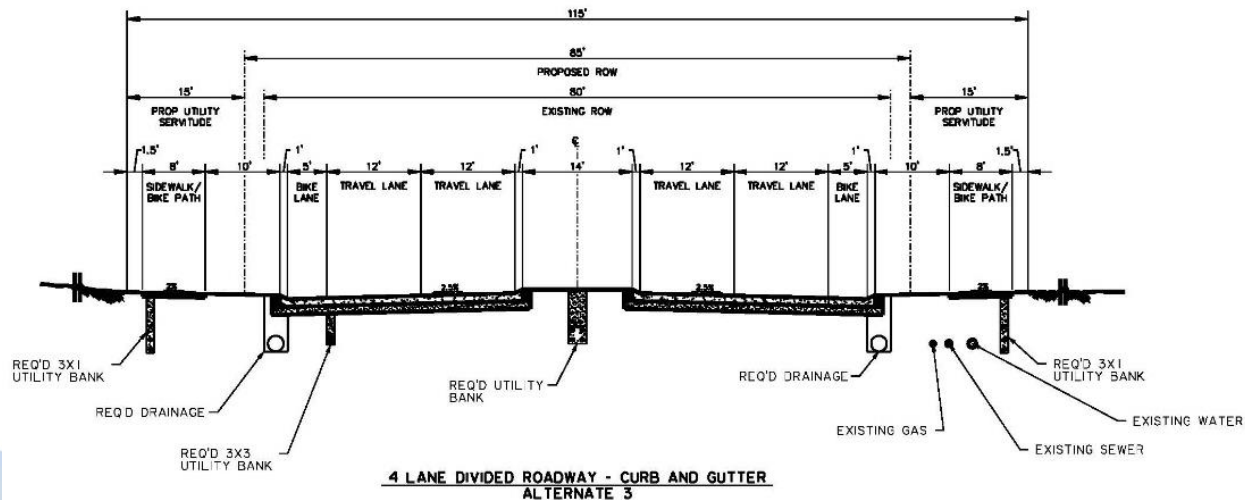 115'
85'
PROPOSED ROW
15'
80'
15'
PROP UTILITY
SERVITUDE
EXISTING ROW
PROP UTILITY
SERVITUDE
℄
1.5'
8'
10'
1'
5'
12'
12'
1'
14'
1'
12'
12'
5'
1'
10'
8'
1.5'
SIDEWALK/
BIKE PATH
BIKE
LANE
TRAVEL LANE
TRAVEL LANE
TRAVEL LANE
TRAVEL LANE
BIKE
LANE
SIDEWALK/
BIKE PATH
2%
2.5%
2.5%
2%
REQ'D 3X1
UTILITY BANK
REQ'D DRAINAGE
REQ'D 3X3
UTILITY BANK
REQ'D UTILITY
BANK
REQ'D DRAINAGE
REQ'D 3X1
UTILITY BANK
EXISTING GAS
EXISTING WATER
EXISTING SEWER
4 LANE DIVIDED ROADWAY - CURB AND GUTTER
ALTERNATE 3